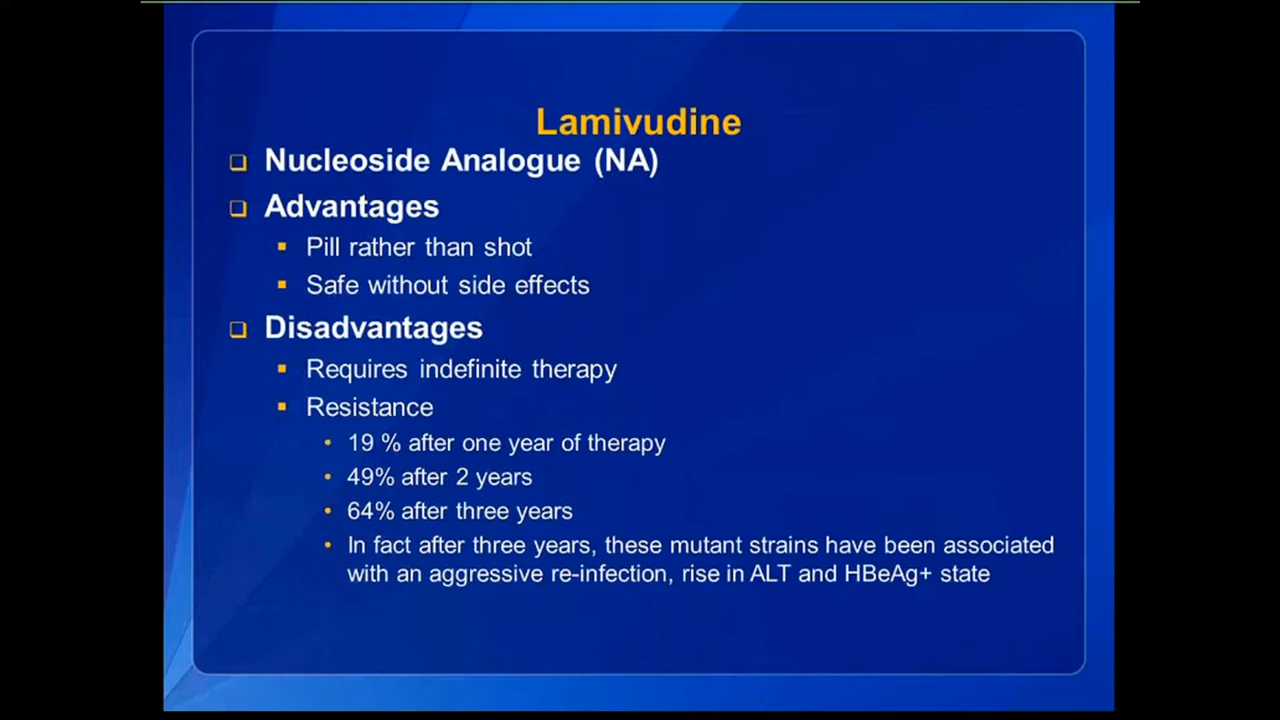 Lamivudine
Nucleoside Analogue (NA)
Advantages
Pill rather than shot
Safe without side effects
Disadvantages
Requires indefinite therapy
Resistance
19 % after one year of therapy
49% after 2 years
64% after three years
In fact after three years, these mutant strains have been associated
with an aggressive re-infection, rise in ALT and HBeAg+ state